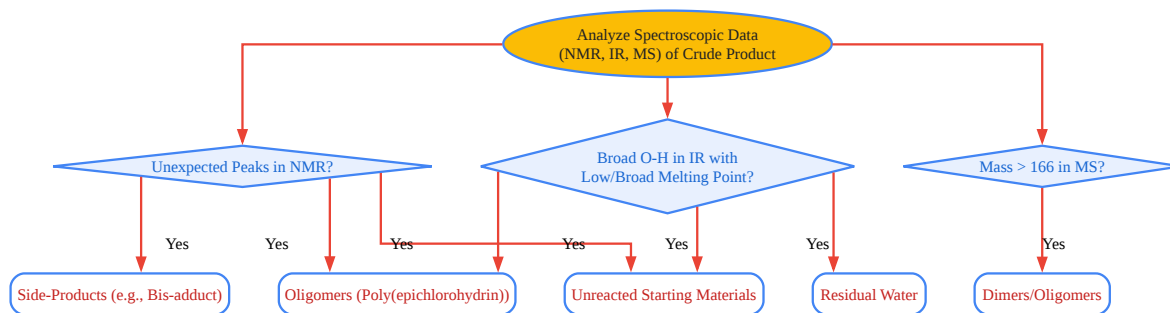 Analyze Spectroscopic Data
(NMR, IR, MS) of Crude Product
Unexpected Peaks in NMR?
Broad O-H in IR with
Low/Broad Melting Point?
Mass > 166 in MS?
Yes
Yes
Yes
Yes
Yes
Yes
Yes
Side-Products (e.g., Bis-adduct)
Oligomers (Poly(epichlorohydrin))
Unreacted Starting Materials
Residual Water
Dimers/Oligomers